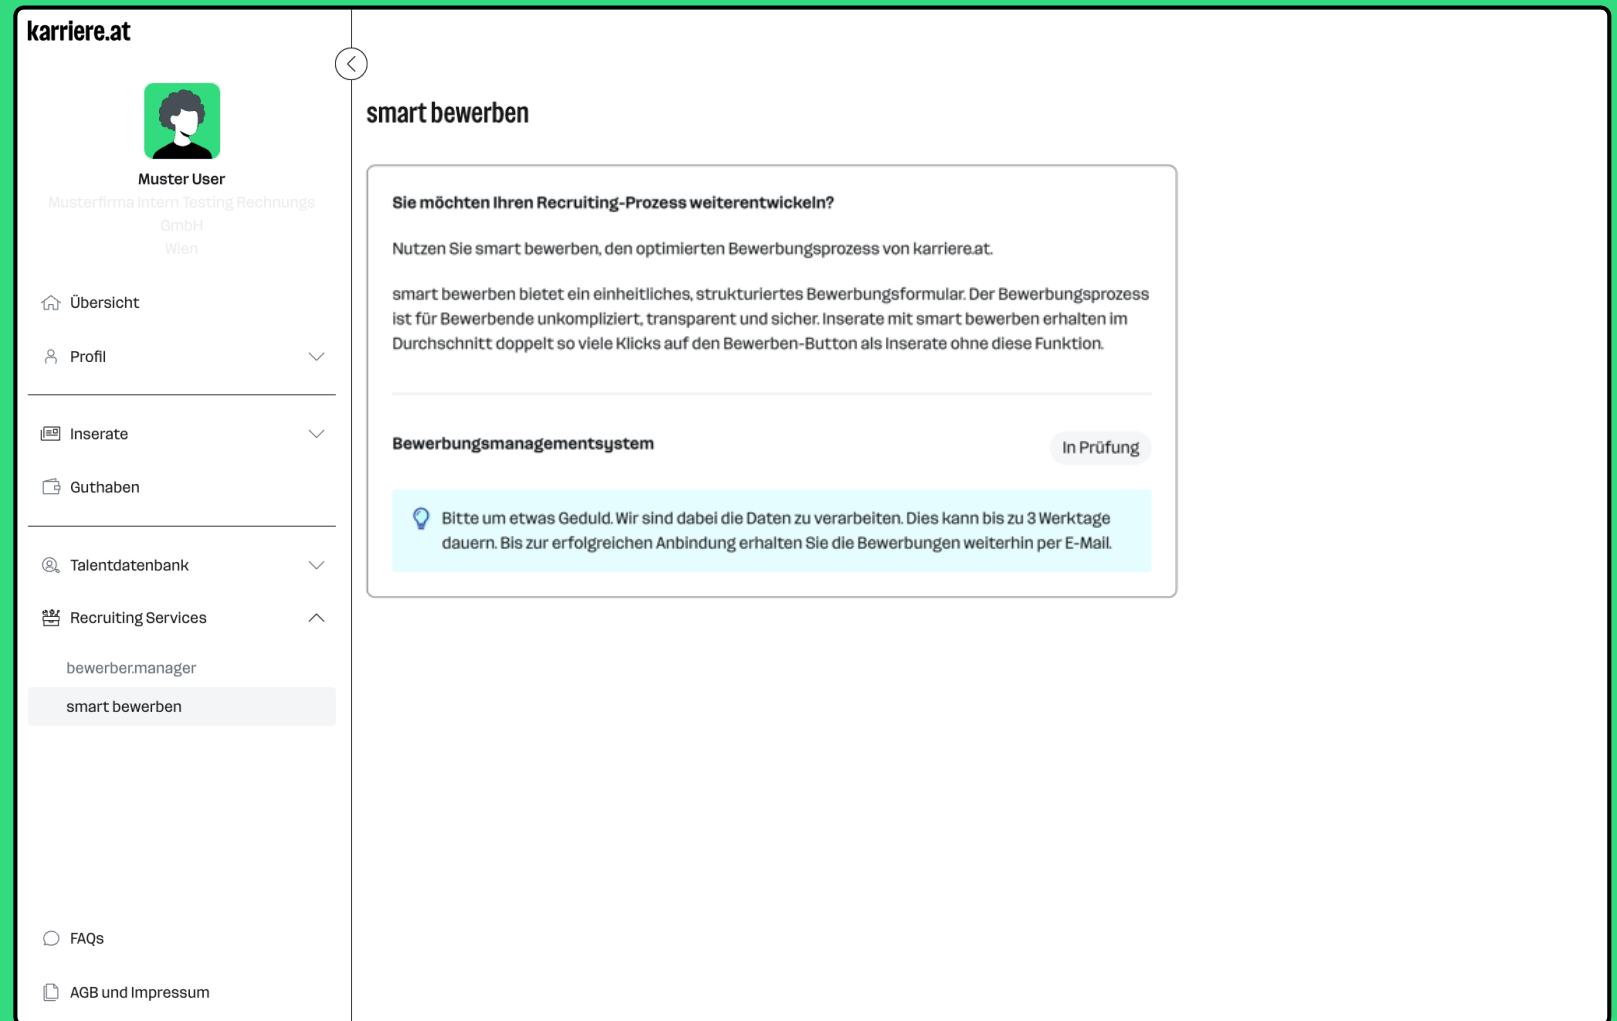 karriere.at
Muster User
Musterfirma Intern Testing Rechnungs
GmbH
Wien
Übersicht
Profil
Inserate
Guthaben
Talentdatenbank
Recruiting Services
bewerber.manager
smart bewerben
FAQs
AGB und Impressum
smart bewerben
Sie möchten Ihren Recruiting-Prozess weiterentwickeln?
Nutzen Sie smart bewerben, den optimierten Bewerbungsprozess von karriere.at.
smart bewerben bietet ein einheitliches, strukturiertes Bewerbungsformular. Der Bewerbungsprozess
ist für Bewerbende unkompliziert, transparent und sicher. Inserate mit smart bewerben erhalten im
Durchschnitt doppelt so viele Klicks auf den Bewerben-Button als Inserate ohne diese Funktion.
Bewerbungsmanagementsystem
In Prüfung
Bitte um etwas Geduld. Wir sind dabei die Daten zu verarbeiten. Dies kann bis zu 3 Werktage
dauern. Bis zur erfolgreichen Anbindung erhalten Sie die Bewerbungen weiterhin per E-Mail.